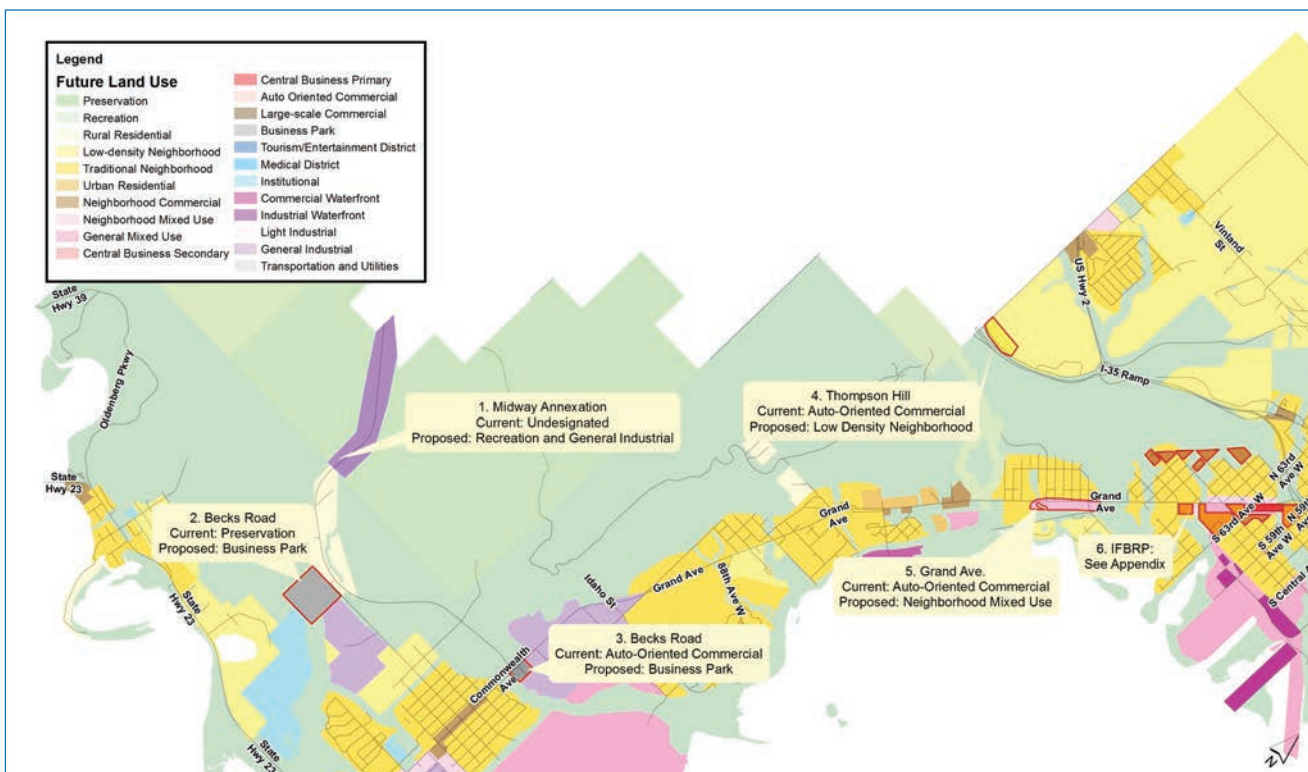 Legend
Future Land Use
Preservation
Recreation
Rural Residential
Low-density Neighborhood
Traditional Neighborhood
Urban Residential
Neighborhood Commercial
Neighborhood Mixed Use
General Mixed Use
Central Business Secondary
Central Business Primary
Auto Oriented Commercial
Large-scale Commercial
Business Park
Tourism/Entertainment District
Medical District
Institutional
Commercial Waterfront
Industrial Waterfront
Light Industrial
General Industrial
Transportation and Utilities
State
Hwy 39
Oldenberg Pkwy
State
Hwy 23
1. Midway Annexation
Current: Undesignated
Proposed: Recreation and General Industrial
4. Thompson Hill
Current: Auto-Oriented Commercial
Proposed: Low Density Neighborhood
Vinland
St
US Hwy 2
I-35 Ramp
2. Becks Road
Current: Preservation
Proposed: Business Park
State
Hwy 23
State
Commonwealth
Ave
Idaho St
Grand Ave
88th Ave W
Grand
Ave
3. Becks Road
Current: Auto-Oriented Commercial
Proposed: Business Park
5. Grand Ave.
Current: Auto-Oriented Commercial
Proposed: Neighborhood Mixed Use
Grand
Ave
6. IFBRP:
See Appendix
N 63rd
Ave W
S 63rd Ave W
N 59th
S 59th
Ave W
S Central
N